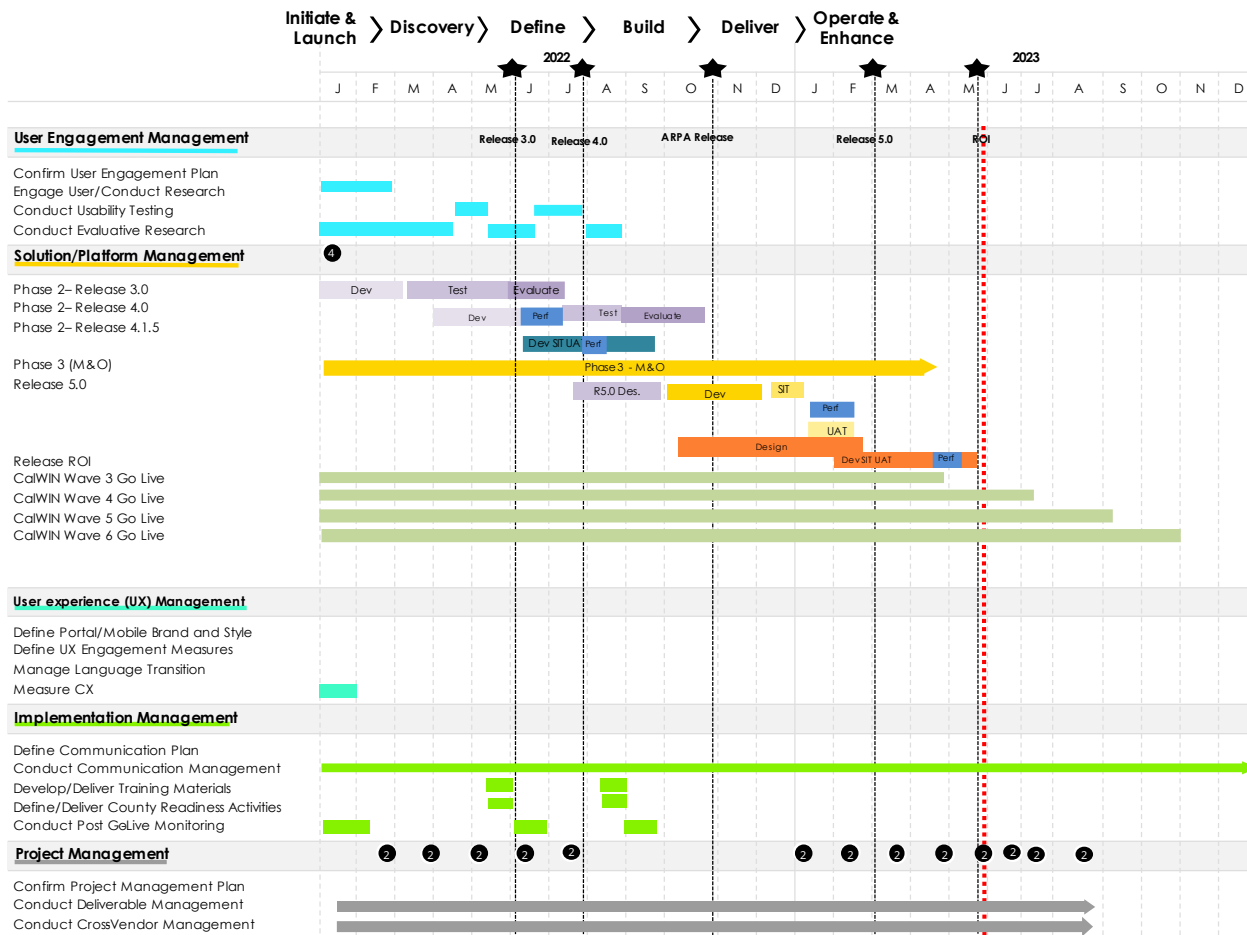 Initiate &
Launch
Discovery
Define
Build
Deliver
Operate &
Enhance
2022
2023
J F M A M J J A S O N D J F M A M J J A S O N D
User Engagement Management
Release 3.0
Release 4.0
ARPA Release
Release 5.0
ROI
Confirm User Engagement Plan
Engage User/Conduct Research
Conduct Usability Testing
Conduct Evaluative Research
Solution/Platform Management
4
Phase 2– Release 3.0
Dev
Test
Evaluate
Phase 2– Release 4.0
Dev
Perf
Test
Evaluate
Phase 2– Release 4.1.5
Dev SIT UA
Perf
Phase 3 (M&O)
Phase 3 - M&O
Release 5.0
R5.0 Des.
Dev
SIT
Perf
UAT
Design
Release ROI
Dev SIT UAT
Perf
CalWIN Wave 3 Go Live
CalWIN Wave 4 Go Live
CalWIN Wave 5 Go Live
CalWIN Wave 6 Go Live
User experience (UX) Management
Define Portal/Mobile Brand and Style
Define UX Engagement Measures
Manage Language Transition
Measure CX
Implementation Management
Define Communication Plan
Conduct Communication Management
Develop/Deliver Training Materials
Define/Deliver County Readiness Activities
Conduct Post GoLive Monitoring
Project Management
2 2 2 2 2 2 2 2 2 2 2 2 2
Confirm Project Management Plan
Conduct Deliverable Management
Conduct CrossVendor Management